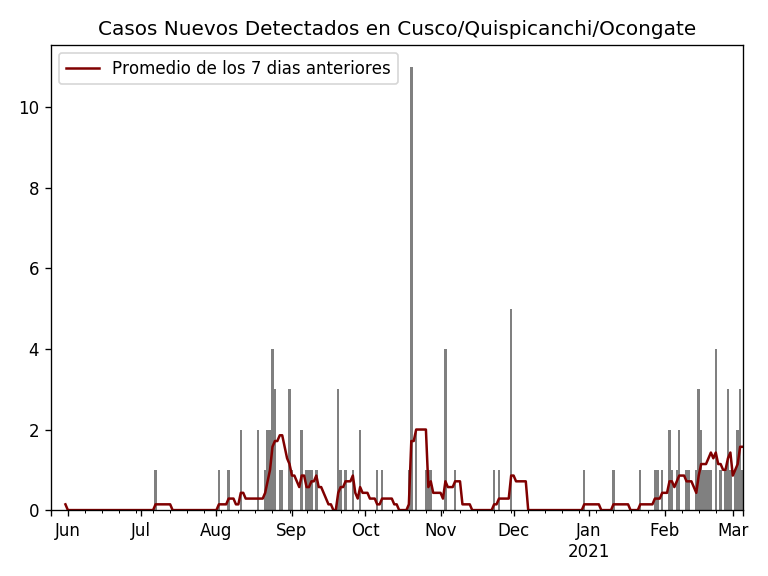 Casos Nuevos Detectados en Cusco/Quispicanchi/Ocongate
Promedio de los 7 dias anteriores
10
8
6
4
2
0
Jun Jul Aug Sep Oct Nov Dec Jan Feb Mar
2021